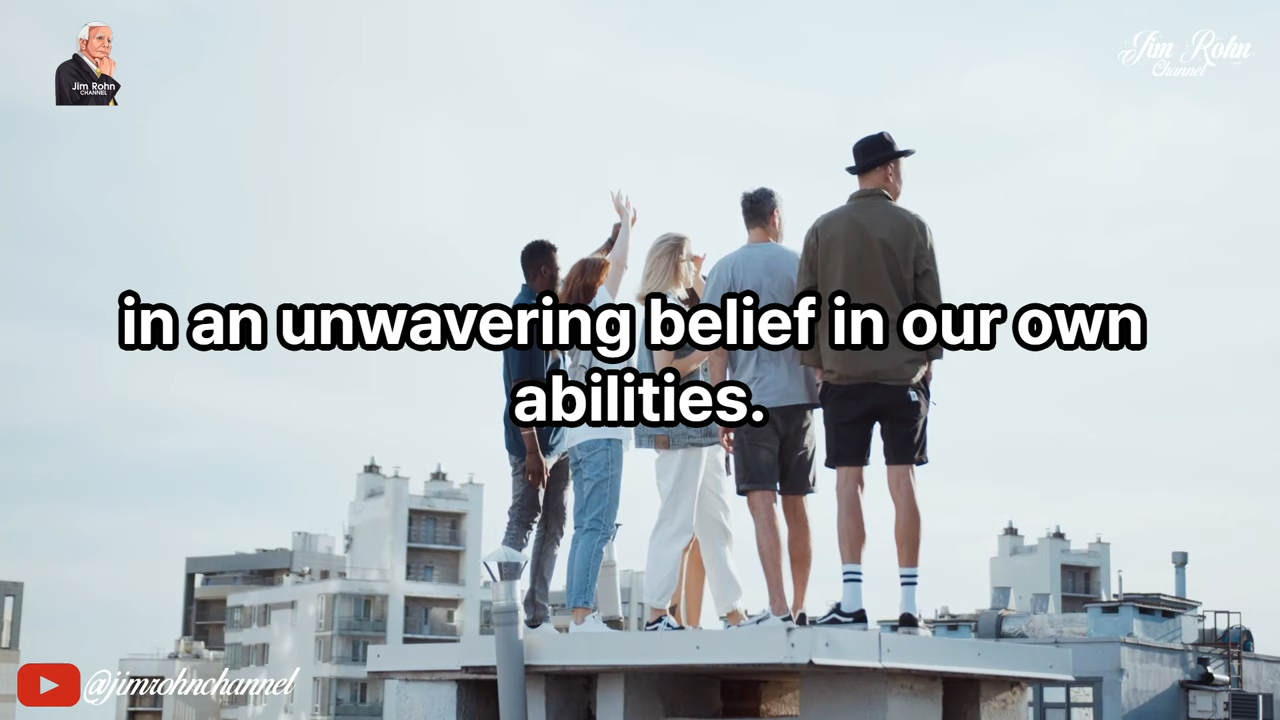 Jim Rohn
CHANNEL
Jim Rohn
Channel
in an unwavering belief in our own
abilities.
@jimrohnchannel